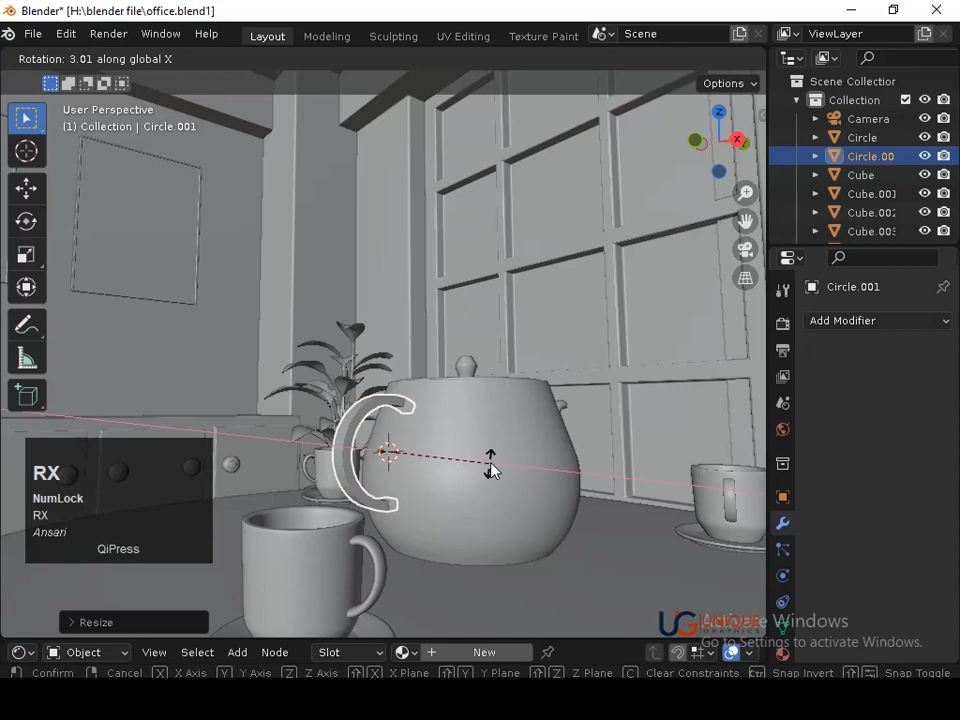 Blender* [H:\blender file\office.blend1]
File Edit Render Window Help Layout Modeling Sculpting UV Editing Texture Paint Scene ViewLayer
Rotation: 3.01 along global X
Options
User Perspective
(1) Collection | Circle.001
Z
X
Scene Collection
Collection
Camera
Circle
Circle.00
Cube
Cube.001
Cube.002
Cube.003
Circle.001
Add Modifier
RX
NumLock
RX
Ansari
QiPress
Resize
UG
Activate Windows
Go to Settings to activate Windows.
Object View Select Add Node Slot New
Confirm Cancel X X Axis Y Y Axis Z Z Axis X X Plane Y Y Plane Z Z Plane C Clear Constraints Snap Invert Snap Toggle